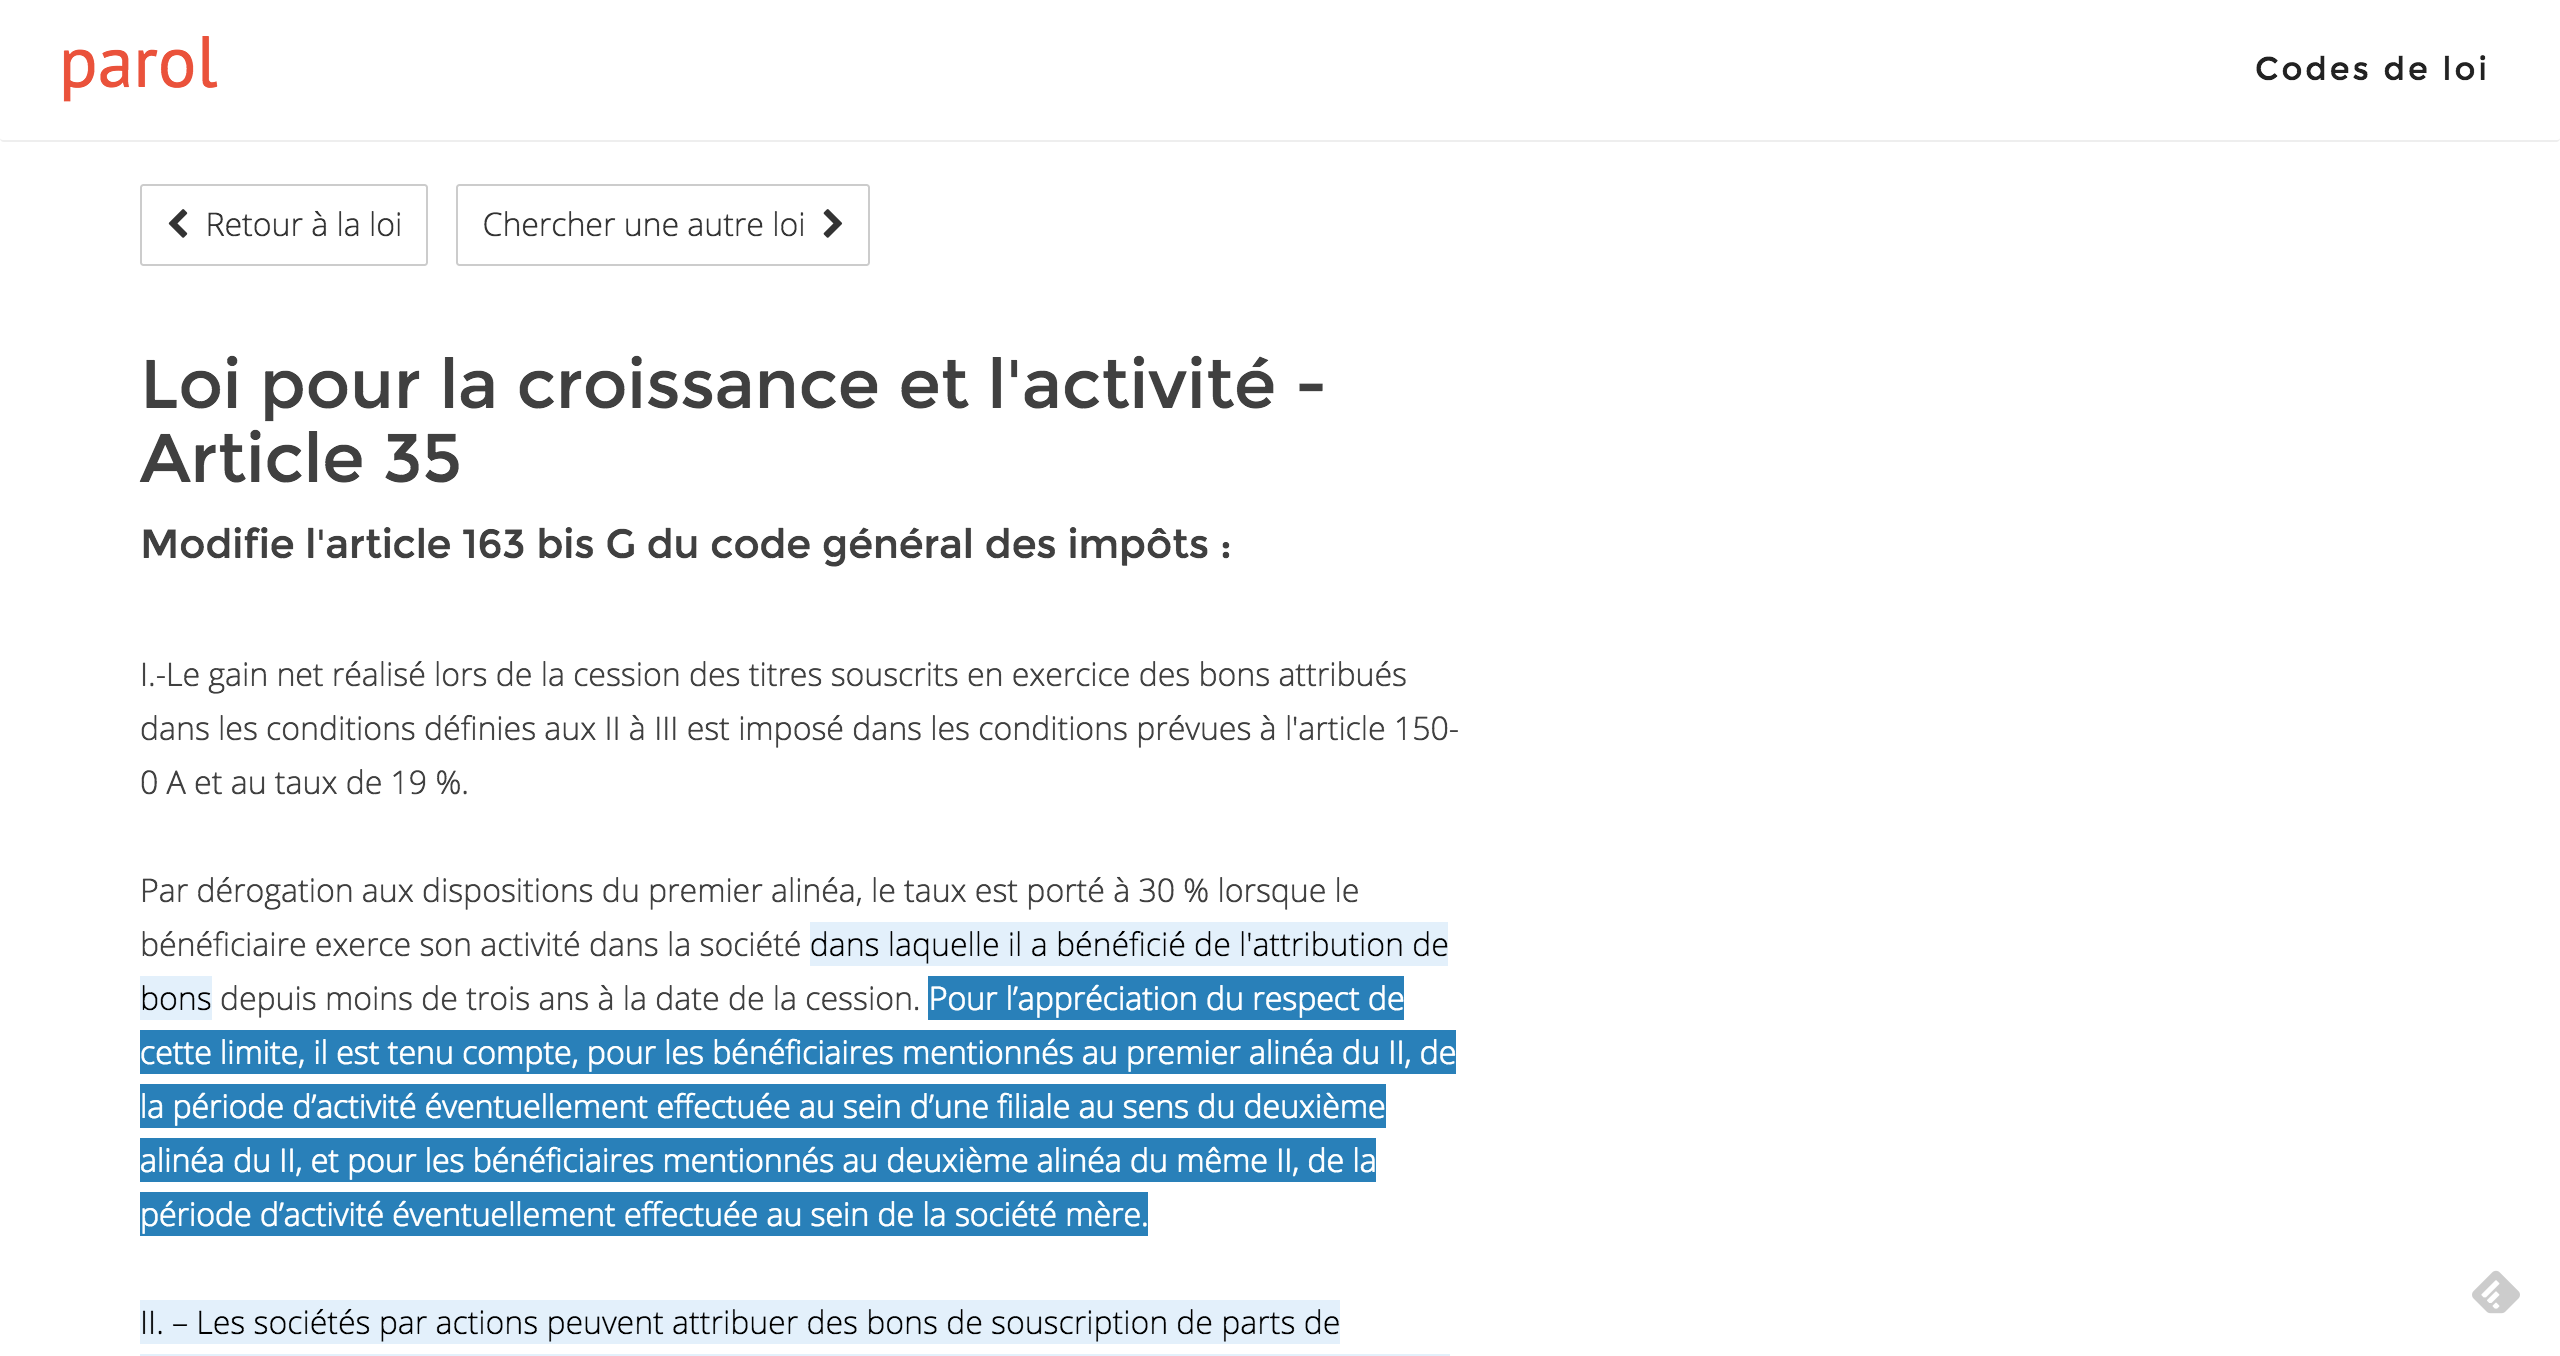 parol
Codes de loi
Retour à la loi
Chercher une autre loi
Loi pour la croissance et l'activité -
Article 35
Modifie l'article 163 bis G du code général des impôts :
I.-Le gain net réalisé lors de la cession des titres souscrits en exercice des bons attribués
dans les conditions définies aux II à III est imposé dans les conditions prévues à l'article 150-
0 A et au taux de 19 %.
Par dérogation aux dispositions du premier alinéa, le taux est porté à 30 % lorsque le
bénéficiaire exerce son activité dans la société dans laquelle il a bénéficié de l'attribution de
bons depuis moins de trois ans à la date de la cession. Pour l’appréciation du respect de
cette limite, il est tenu compte, pour les bénéficiaires mentionnés au premier alinéa du II, de
la période d’activité éventuellement effectuée au sein d’une filiale au sens du deuxième
alinéa du II, et pour les bénéficiaires mentionnés au deuxième alinéa du même II, de la
période d’activité éventuellement effectuée au sein de la société mère.
II. – Les sociétés par actions peuvent attribuer des bons de souscription de parts de